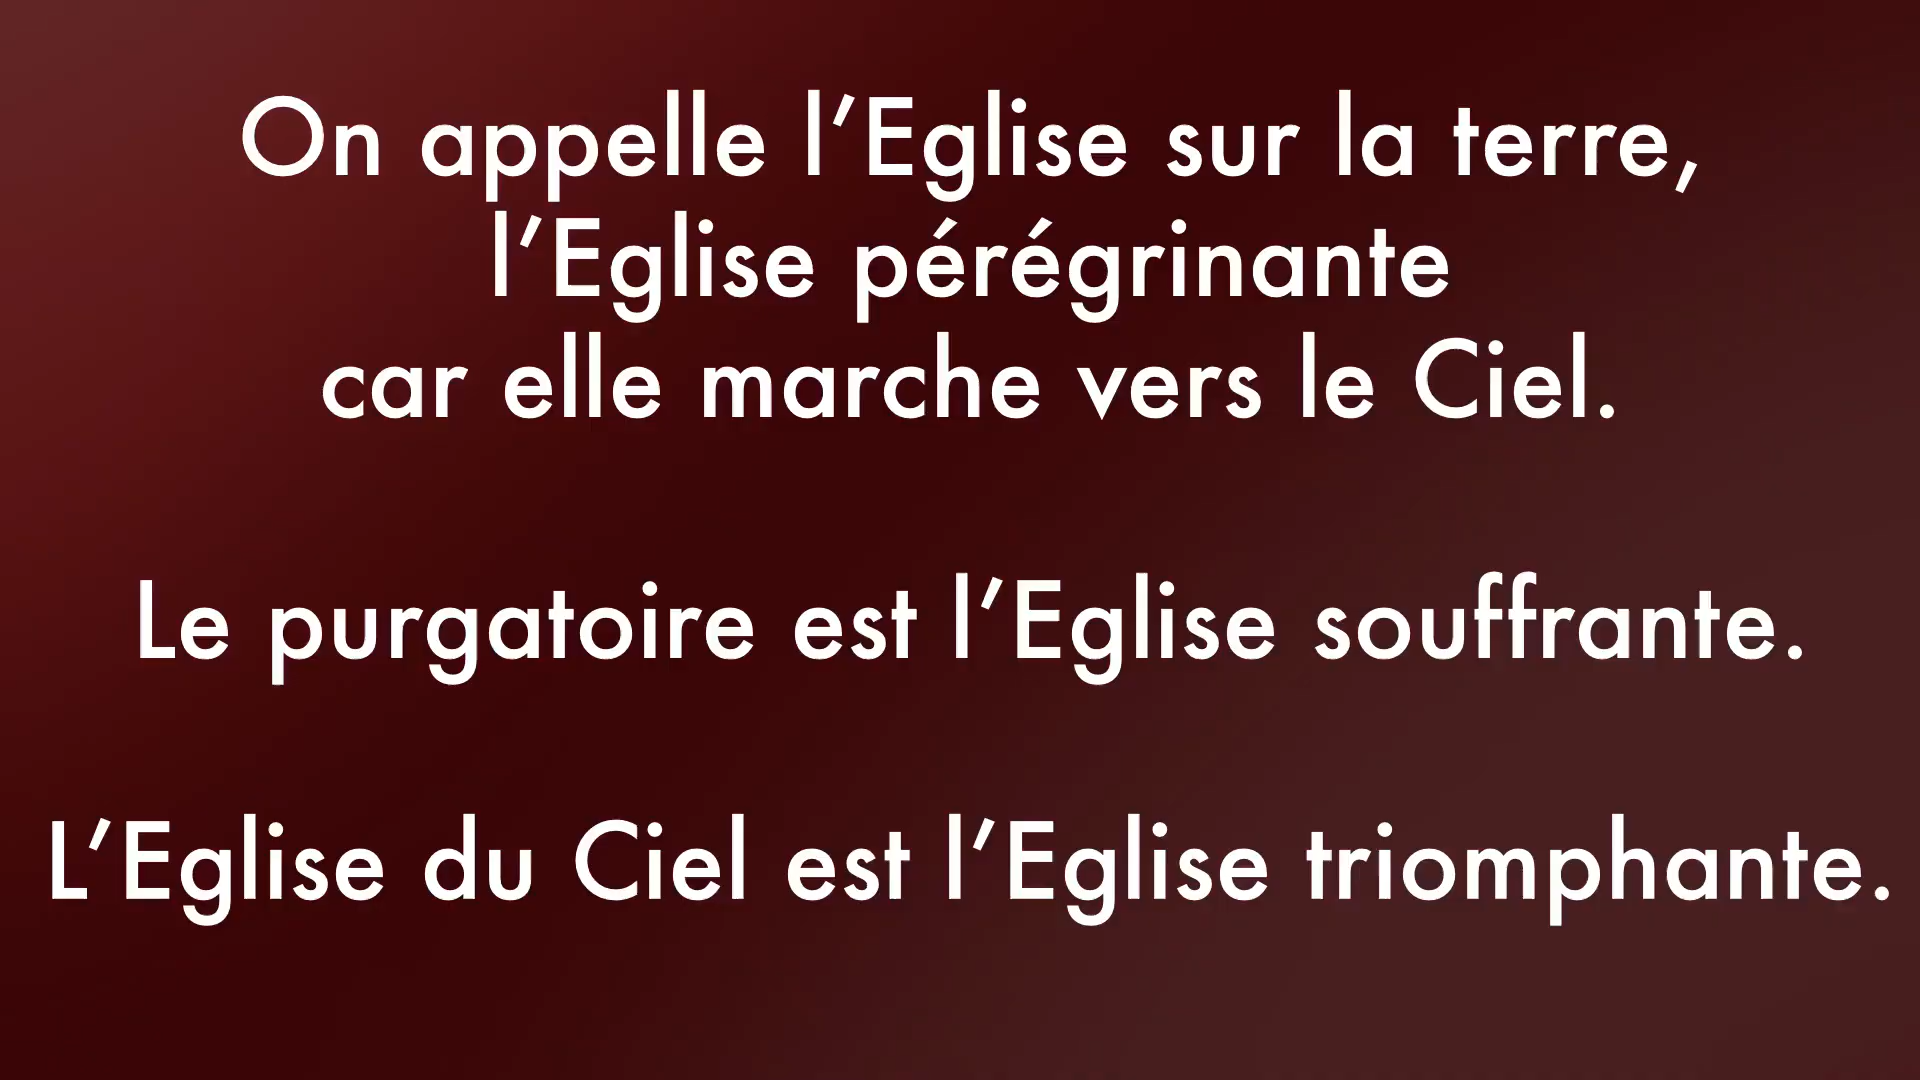 On appelle l’Eglise sur la terre,
l’Eglise pérégrinante
car elle marche vers le Ciel.
Le purgatoire est l’Eglise souffrante.
L’Eglise du Ciel est l’Eglise triomphante.